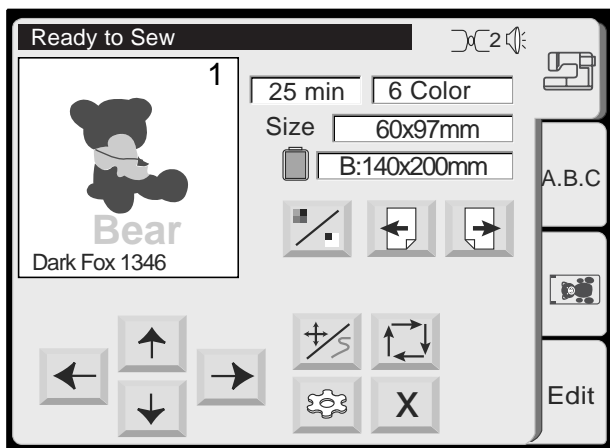 Ready to Sew
2
1
25 min
6 Color
Size
60x97mm
B:140x200mm
A.B.C
Bear
Dark Fox 1346
X
Edit